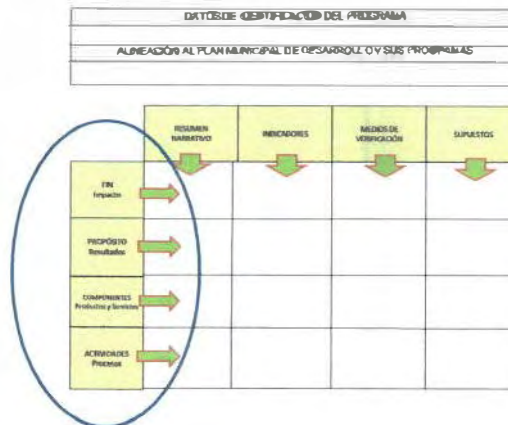 DATOS DE IDENTIFICACIÓN DEL PROGRAMA
ALINEACIÓN AL PLAN MUNICIPAL DE DESARROLLO Y SUS PROGRAMAS
RESUMEN
NARRATIVO
INDICADORES
MEDIOS DE
VERIFICACIÓN
SUPUESTOS
FIN
Impacto
PROPÓSITO
Resultados
COMPONENTES
Productos y Servicios
ACTIVIDADES
Procesos